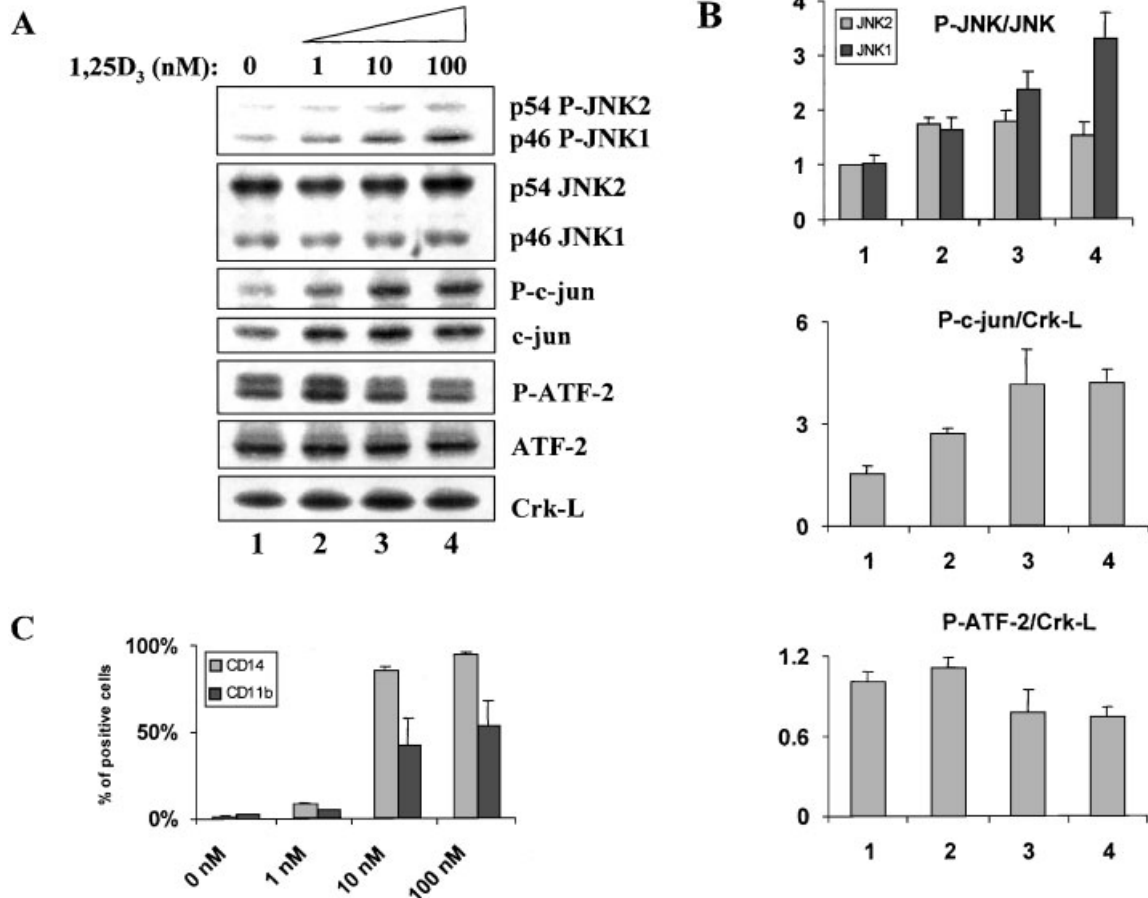 A
1,25D3 (nM): 0 1 10 100
p54 P-JNK2
p46 P-JNK1
p54 JNK2
p46 JNK1
P-c-jun
c-jun
P-ATF-2
ATF-2
Crk-L
1 2 3 4
B
P-JNK/JNK
JNK2
JNK1
4
3
2
1
0
1 2 3 4
P-c-jun/Crk-L
6
3
0
1 2 3 4
P-ATF-2/Crk-L
1.2
0.6
0
1 2 3 4
C
CD14
CD11b
% of positive cells
100%
50%
0%
0 nM 1 nM 10 nM 100 nM